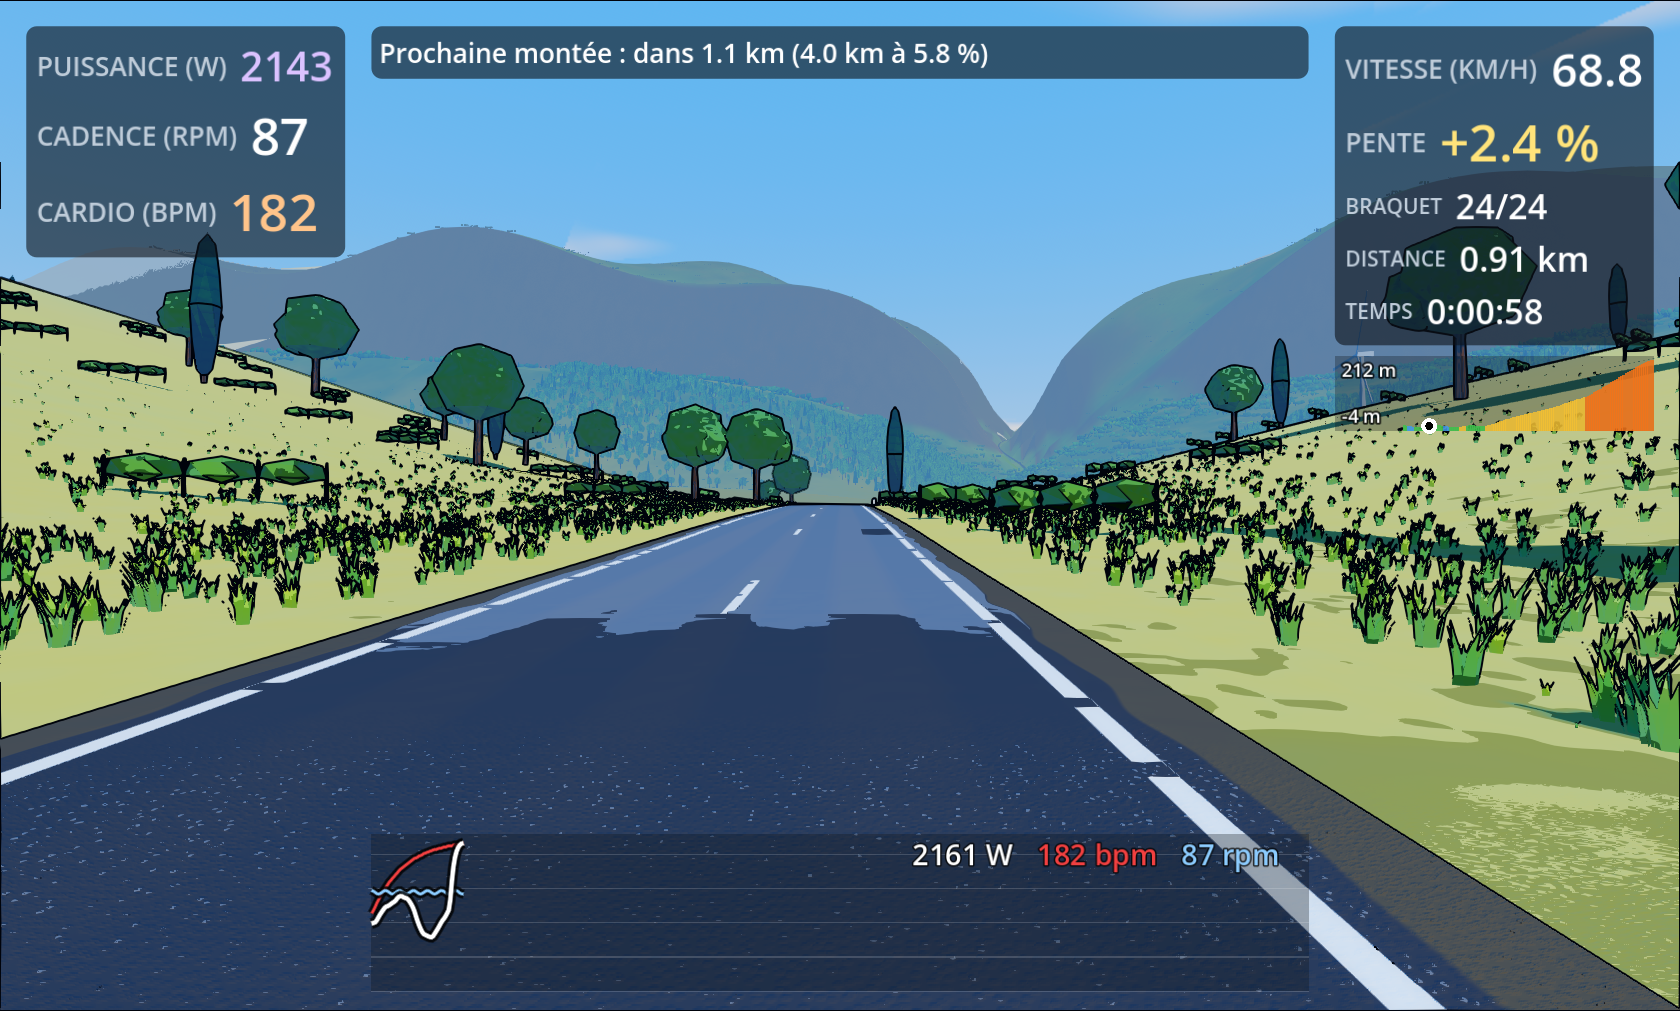 PUISSANCE (W) 2143
CADENCE (RPM) 87
CARDIO (BPM) 182
Prochaine montée : dans 1.1 km (4.0 km à 5.8 %)
VITESSE (KM/H) 68.8
PENTE +2.4 %
BRAQUET 24/24
DISTANCE 0.91 km
TEMPS 0:00:58
212 m
-4 m
2161 W 182 bpm 87 rpm